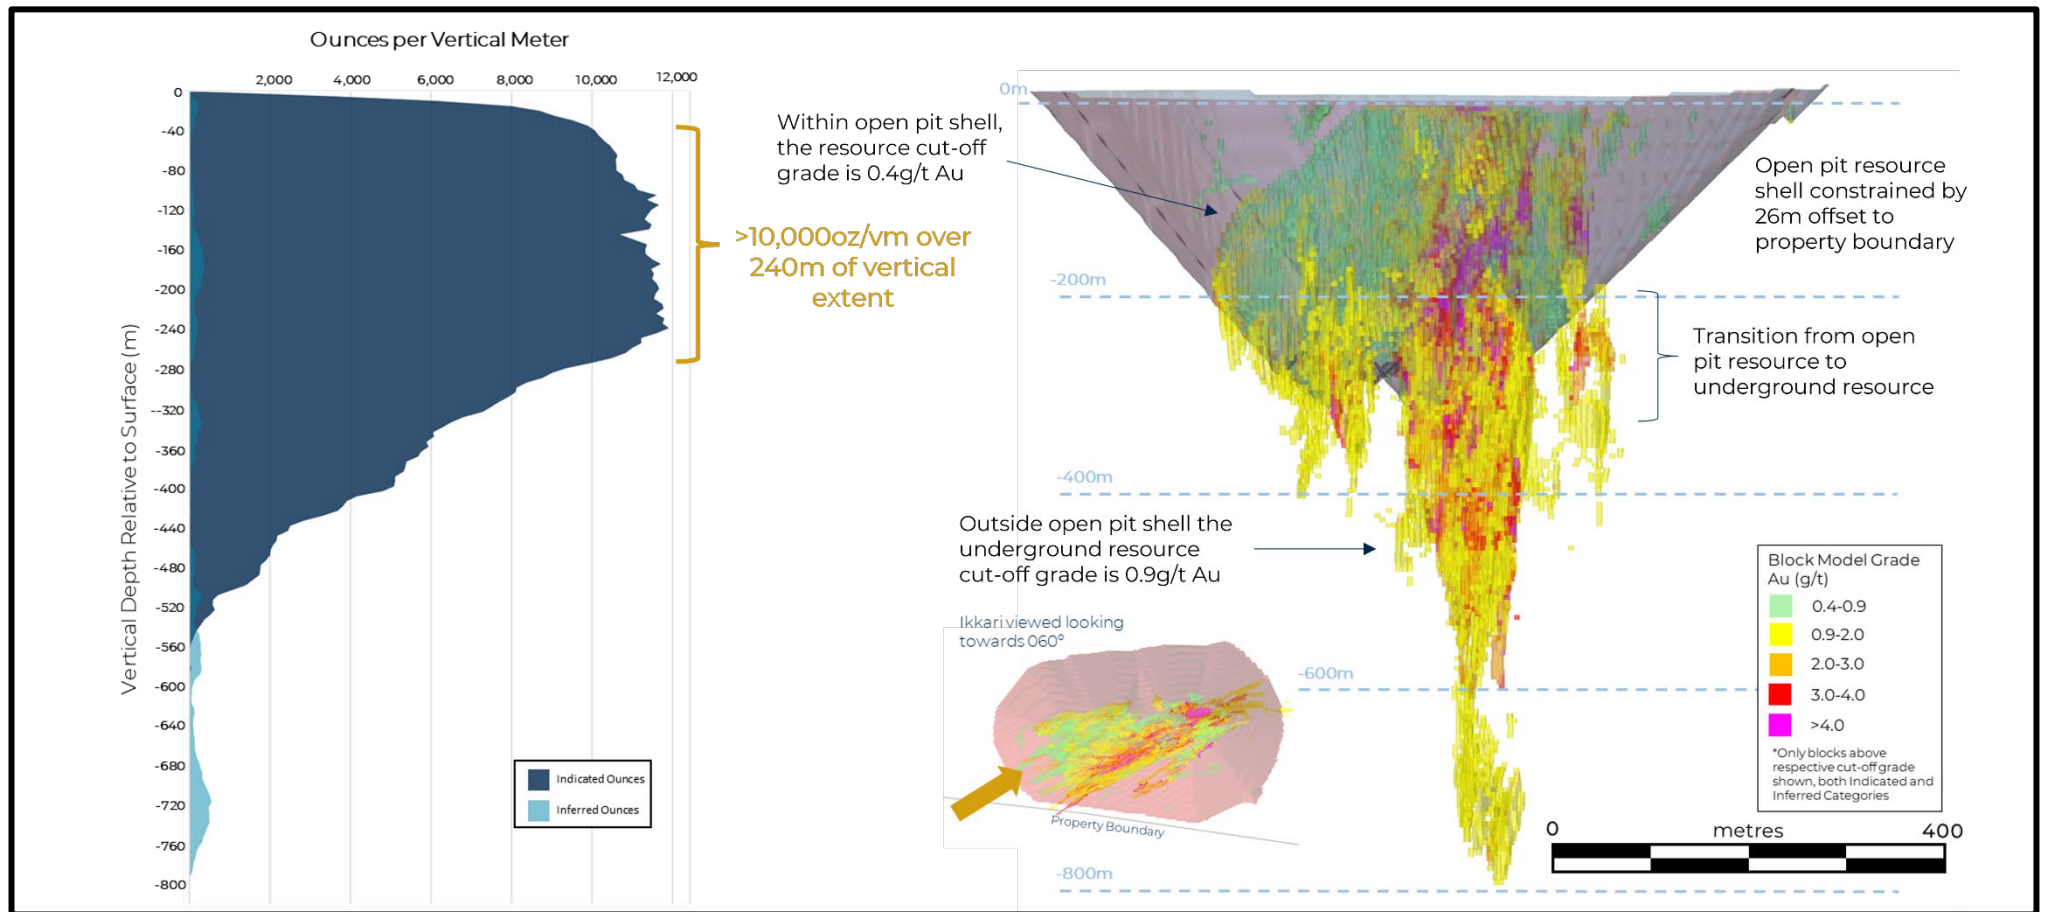 Ounces per Vertical Meter
2,000
4,000
6,000
8,000
10,000
12,000
0
-40
-80
-120
-160
-200
-240
-280
--320
-360
-400
-440
-480
-520
-560
-600
-640
-680
-720
-760
-800
Vertical Depth Relative to Surface (m)
Indicated Ounces
Inferred Ounces
>10,000oz/vm over
240m of vertical
extent
Within open pit shell,
the resource cut-off
grade is 0.4g/t Au
0m
-200m
-400m
-600m
-800m
Open pit resource
shell constrained by
26m offset to
property boundary
Transition from open
pit resource to
underground resource
Outside open pit shell the
underground resource
cut-off grade is 0.9g/t Au
Ikkari viewed looking
towards 060°
Property Boundary
Block Model Grade
Au (g/t)
0.4-0.9
0.9-2.0
2.0-3.0
3.0-4.0
>4.0
*Only blocks above
respective cut-off grade
shown, both Indicated and
Inferred Categories
0 metres 400